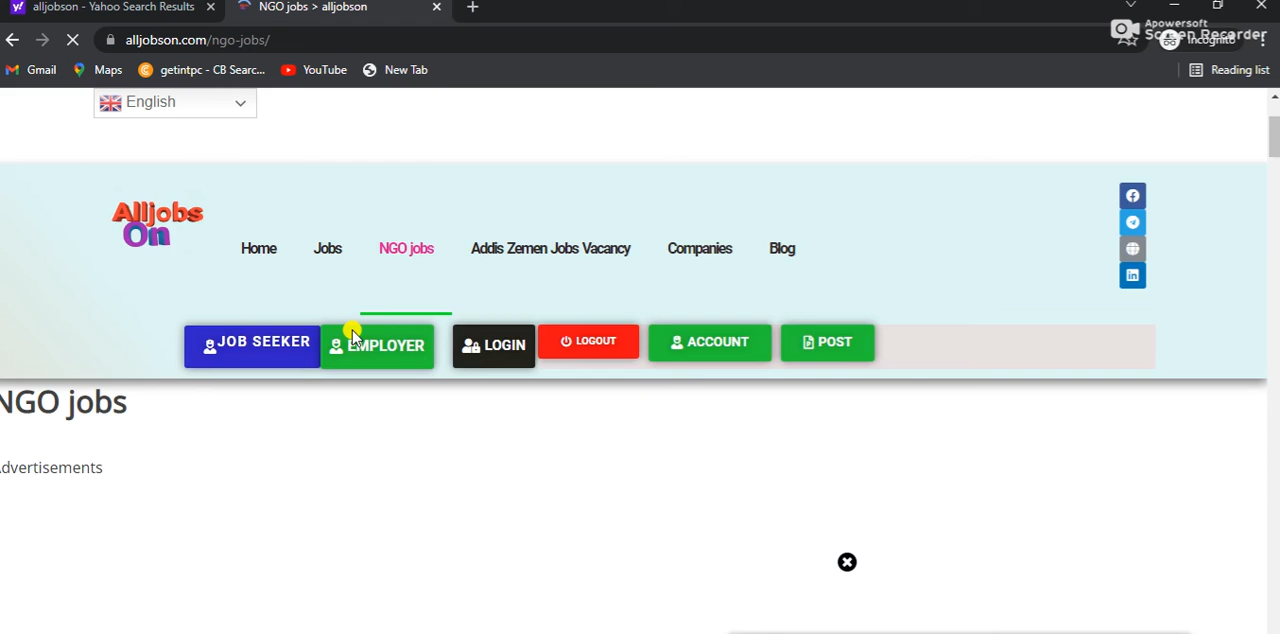 alljobson - Yahoo Search Results
NGO jobs > alljobson
alljobson.com/ngo-jobs/
Apowersoft
Screen Recorder
Incognito
Gmail
Maps
getintpc - CB Searc...
YouTube
New Tab
Reading list
English
Alljobs
On
Home
Jobs
NGO jobs
Addis Zemen Jobs Vacancy
Companies
Blog
JOB SEEKER
EMPLOYER
LOGIN
LOGOUT
ACCOUNT
POST
NGO jobs
Advertisements